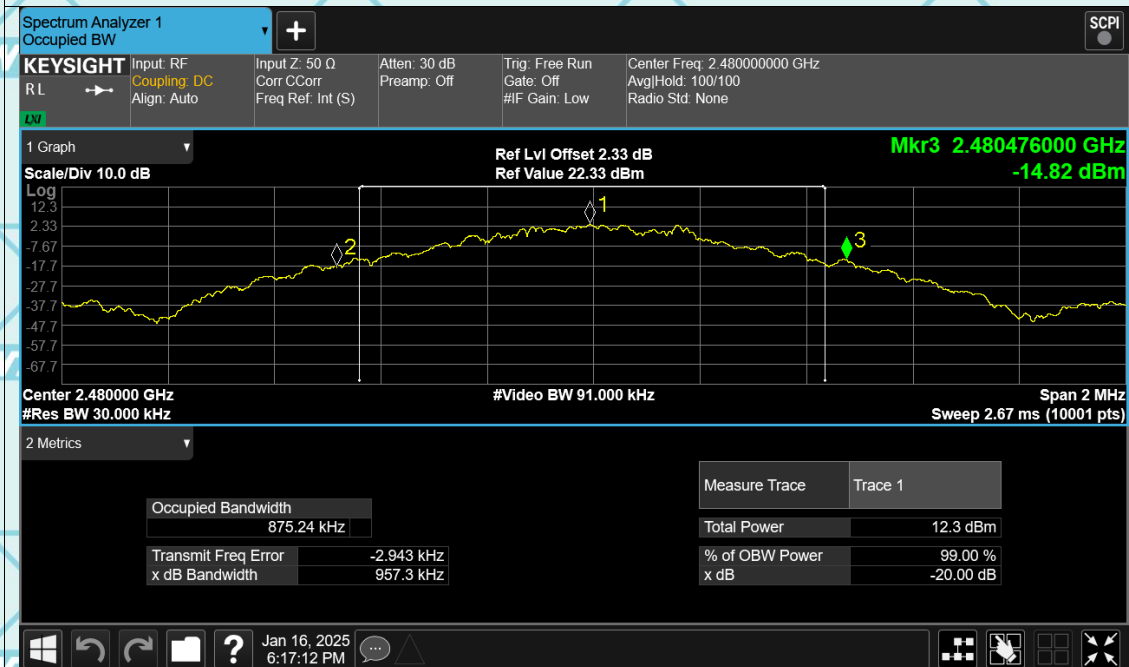 Spectrum Analyzer 1
Occupied BW
+
SCPI
KEYSIGHT
RL
LXI
Input: RF
Coupling: DC
Align: Auto
Input Z: 50 Ω
Corr CCorr
Freq Ref: Int (S)
Atten: 30 dB
Preamp: Off
Trig: Free Run
Gate: Off
#IF Gain: Low
Center Freq: 2.480000000 GHz
Avg|Hold: 100/100
Radio Std: None
1 Graph
Scale/Div 10.0 dB
Ref Lvl Offset 2.33 dB
Ref Value 22.33 dBm
Mkr3 2.480476000 GHz
-14.82 dBm
Log
12.3
2.33
-7.67
-17.7
-27.7
-37.7
-47.7
-57.7
-67.7
1
2
3
Center 2.480000 GHz
#Res BW 30.000 kHz
#Video BW 91.000 kHz
Span 2 MHz
Sweep 2.67 ms (10001 pts)
2 Metrics
Occupied Bandwidth
875.24 kHz
Transmit Freq Error -2.943 kHz
x dB Bandwidth 957.3 kHz
Measure Trace Trace 1
Total Power 12.3 dBm
% of OBW Power 99.00 %
x dB -20.00 dB
?
Jan 16, 2025
6:17:12 PM